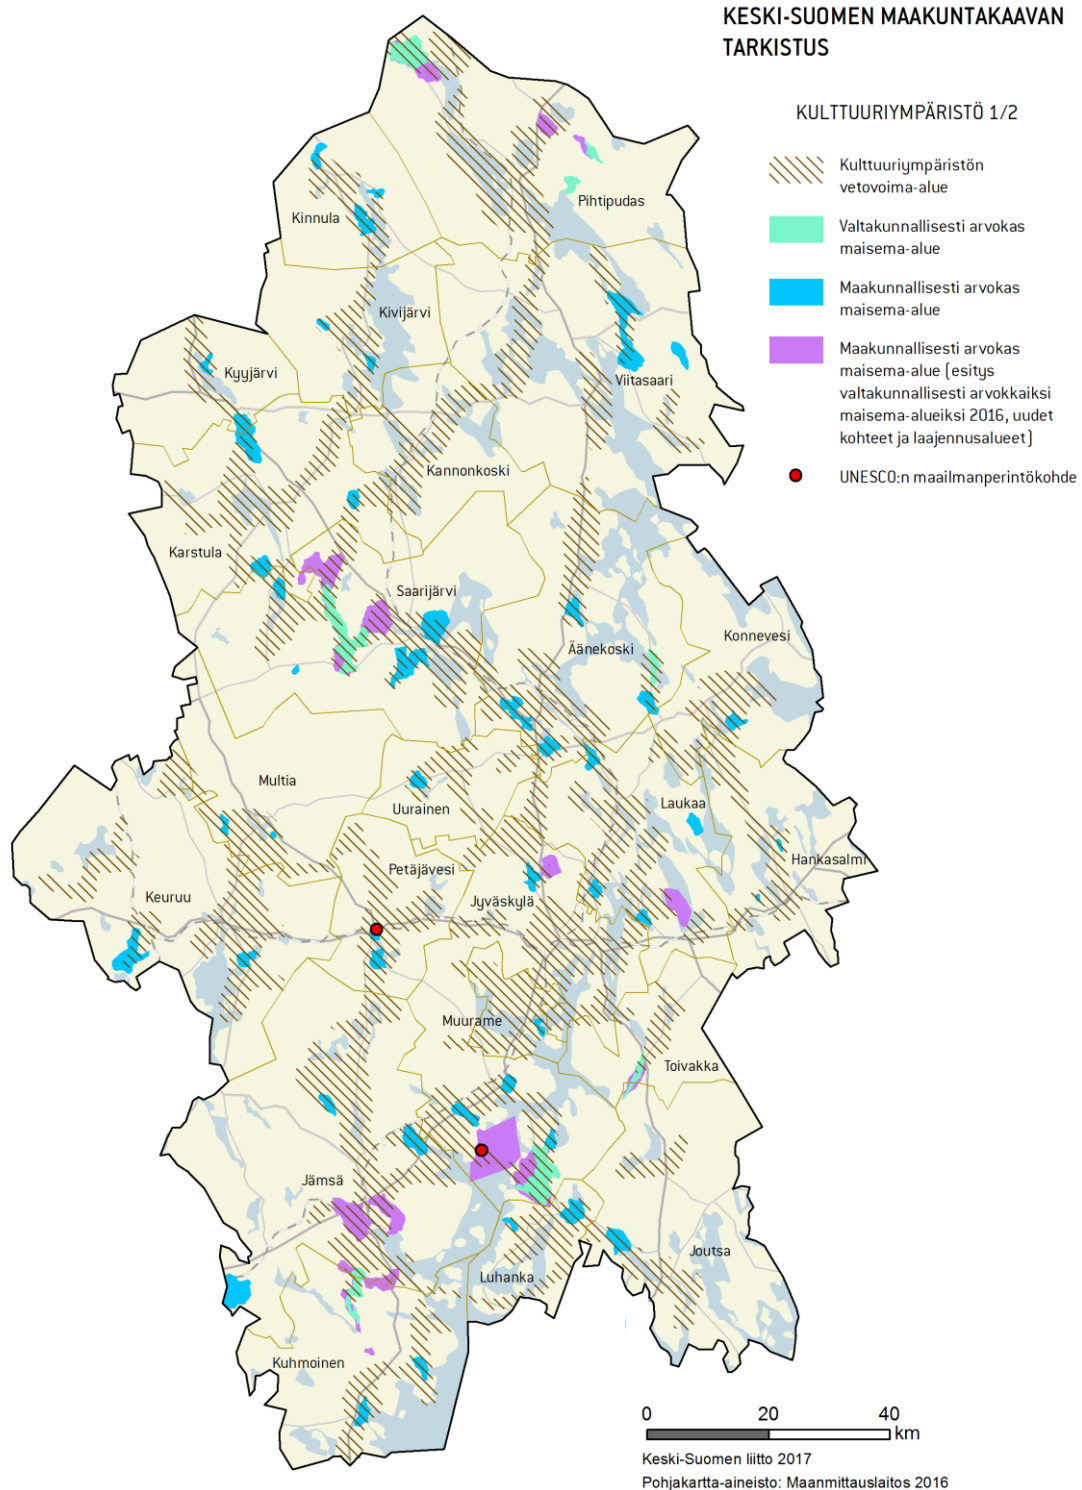 KESKI-SUOMEN MAAKUNTAKAAVAN
TARKISTUS
KULTTUURIYMPÄRISTÖ 1/2
Kulttuuriympäristön
vetovoima-alue
Valtakunnallisesti arvokas
maisema-alue
Maakunnallisesti arvokas
maisema-alue
Maakunnallisesti arvokas
maisema-alue (esitys
valtakunnallisesti arvokkaiksi
maisema-alueiksi 2016, uudet
kohteet ja laajennusalueet)
UNESCO:n maailmanperintökohde
Pihtipudas
Kinnula
Kivijärvi
Kyyjärvi
Viitasaari
Kannonkoski
Karstula
Saarijärvi
Konnevesi
Äänekoski
Multia
Uurainen
Laukaa
Hankasalmi
Petäjävesi
Keuruu
Jyväskylä
Muurame
Toivakka
Jämsä
Joutsa
Luhanka
Kuhmoinen
0 20 40
km
Keski-Suomen liitto 2017
Pohjakartta-aineisto: Maanmittauslaitos 2016